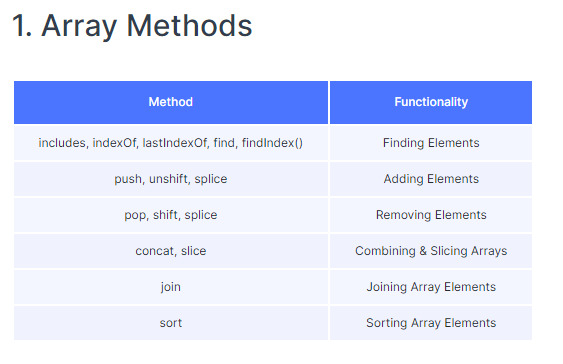 1. Array Methods
Method Functionality
includes, indexOf, lastIndexOf, find, findIndex() Finding Elements
push, unshift, splice Adding Elements
pop, shift, splice Removing Elements
concat, slice Combining & Slicing Arrays
join Joining Array Elements
sort Sorting Array Elements